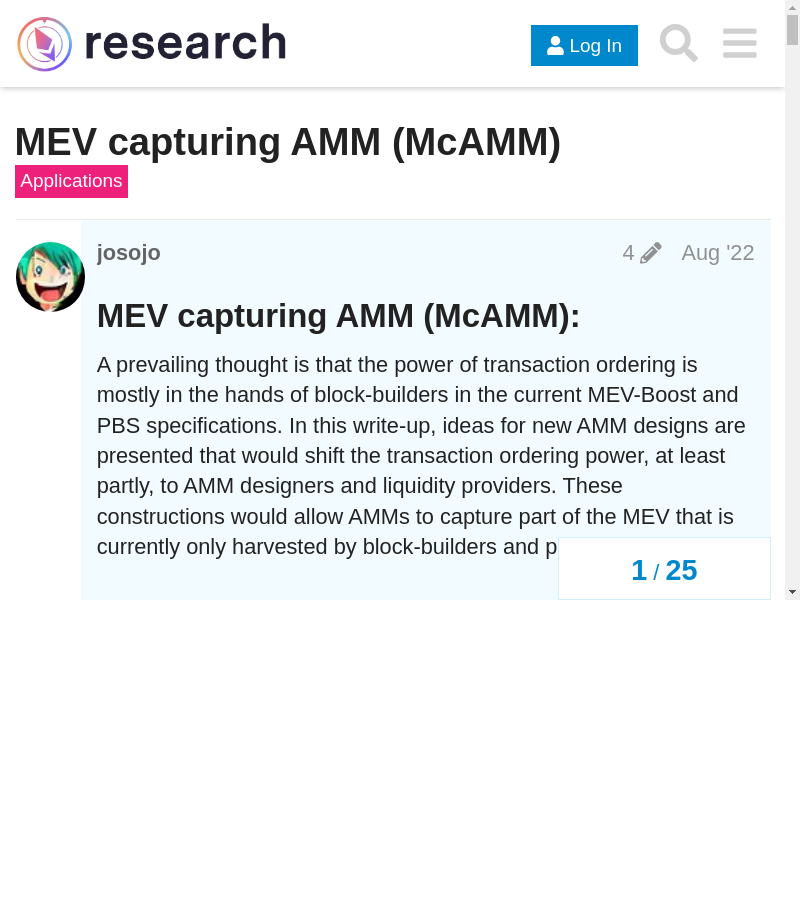 research
Log In
MEV capturing AMM (McAMM)
Applications
josojo
4
Aug '22
MEV capturing AMM (McAMM):
A prevailing thought is that the power of transaction ordering is
mostly in the hands of block-builders in the current MEV-Boost and
PBS specifications. In this write-up, ideas for new AMM designs are
presented that would shift the transaction ordering power, at least
partly, to AMM designers and liquidity providers. These
constructions would allow AMMs to capture part of the MEV that is
currently only harvested by block-builders and p
1 / 25